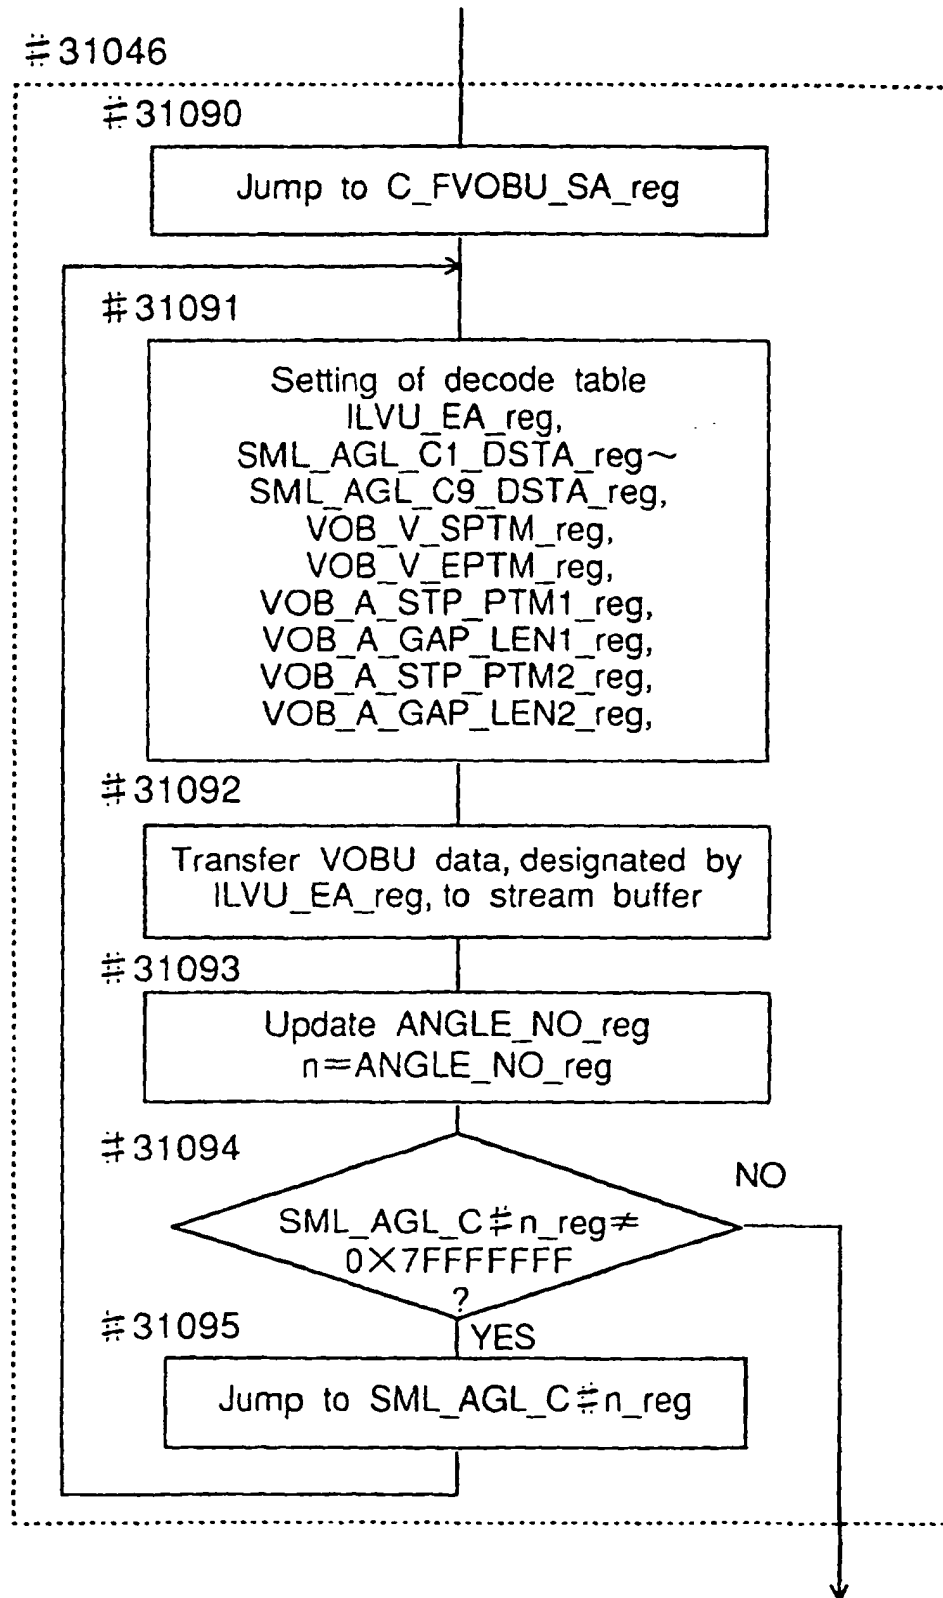 #31046
#31090
Jump to C_FVOBU_SA_reg
#31091
Setting of decode table
ILVU_EA_reg,
SML_AGL_C1_DSTA_reg~
SML_AGL_C9_DSTA_reg,
VOB_V_SPTM_reg,
VOB_V_EPTM_reg,
VOB_A_STP_PTM1_reg,
VOB_A_GAP_LEN1_reg,
VOB_A_STP_PTM2_reg,
VOB_A_GAP_LEN2_reg,
#31092
Transfer VOBU data, designated by
ILVU_EA_reg, to stream buffer
#31093
Update ANGLE_NO_reg
n=ANGLE_NO_reg
#31094
NO
SML_AGL_C#n_reg≠
0X7FFFFFFF
?
#31095
YES
Jump to SML_AGL_C#n_reg